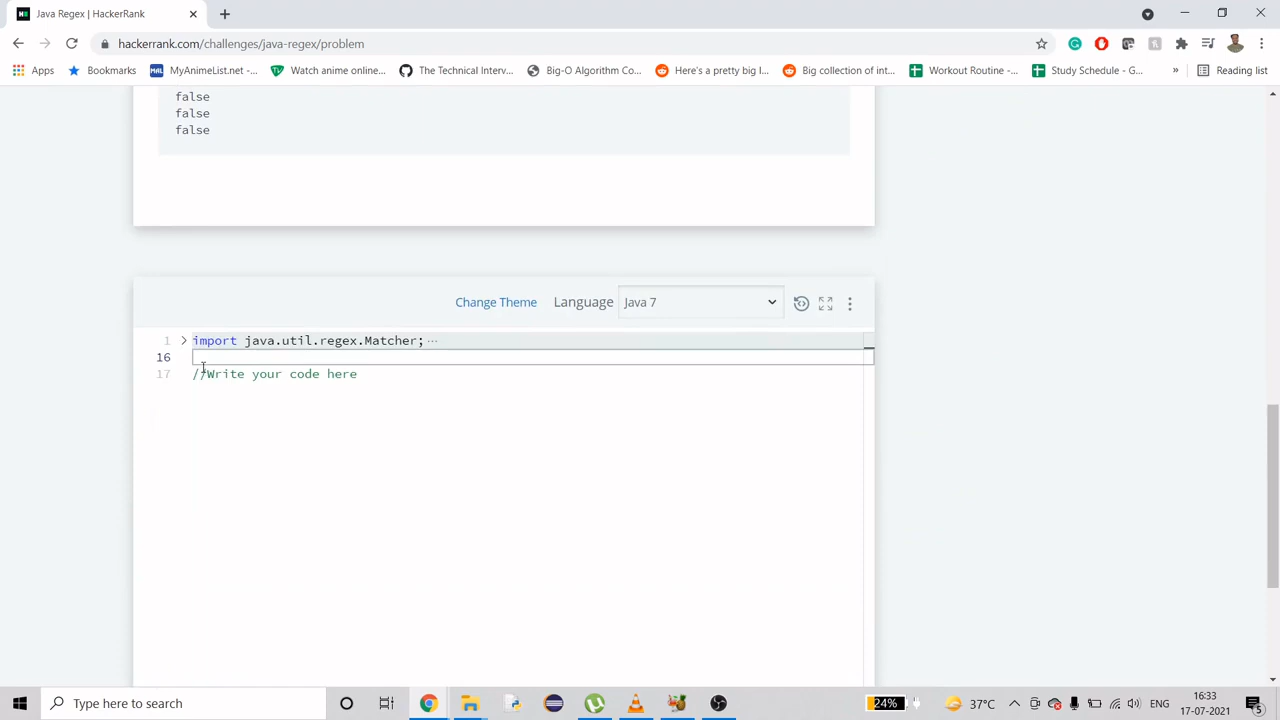 Java Regex | HackerRank
hackerrank.com/challenges/java-regex/problem
Apps Bookmarks MyAnimeList.net -... Watch anime online... The Technical Interv... Big-O Algorithm Co... Here's a pretty big l... Big collection of int... Workout Routine -... Study Schedule - G... » Reading list
false
false
false
Change Theme Language Java 7
1 import java.util.regex.Matcher; ...
16
17 //Write your code here
Type here to search
24% 37°C ENG 16:33
17-07-2021
5